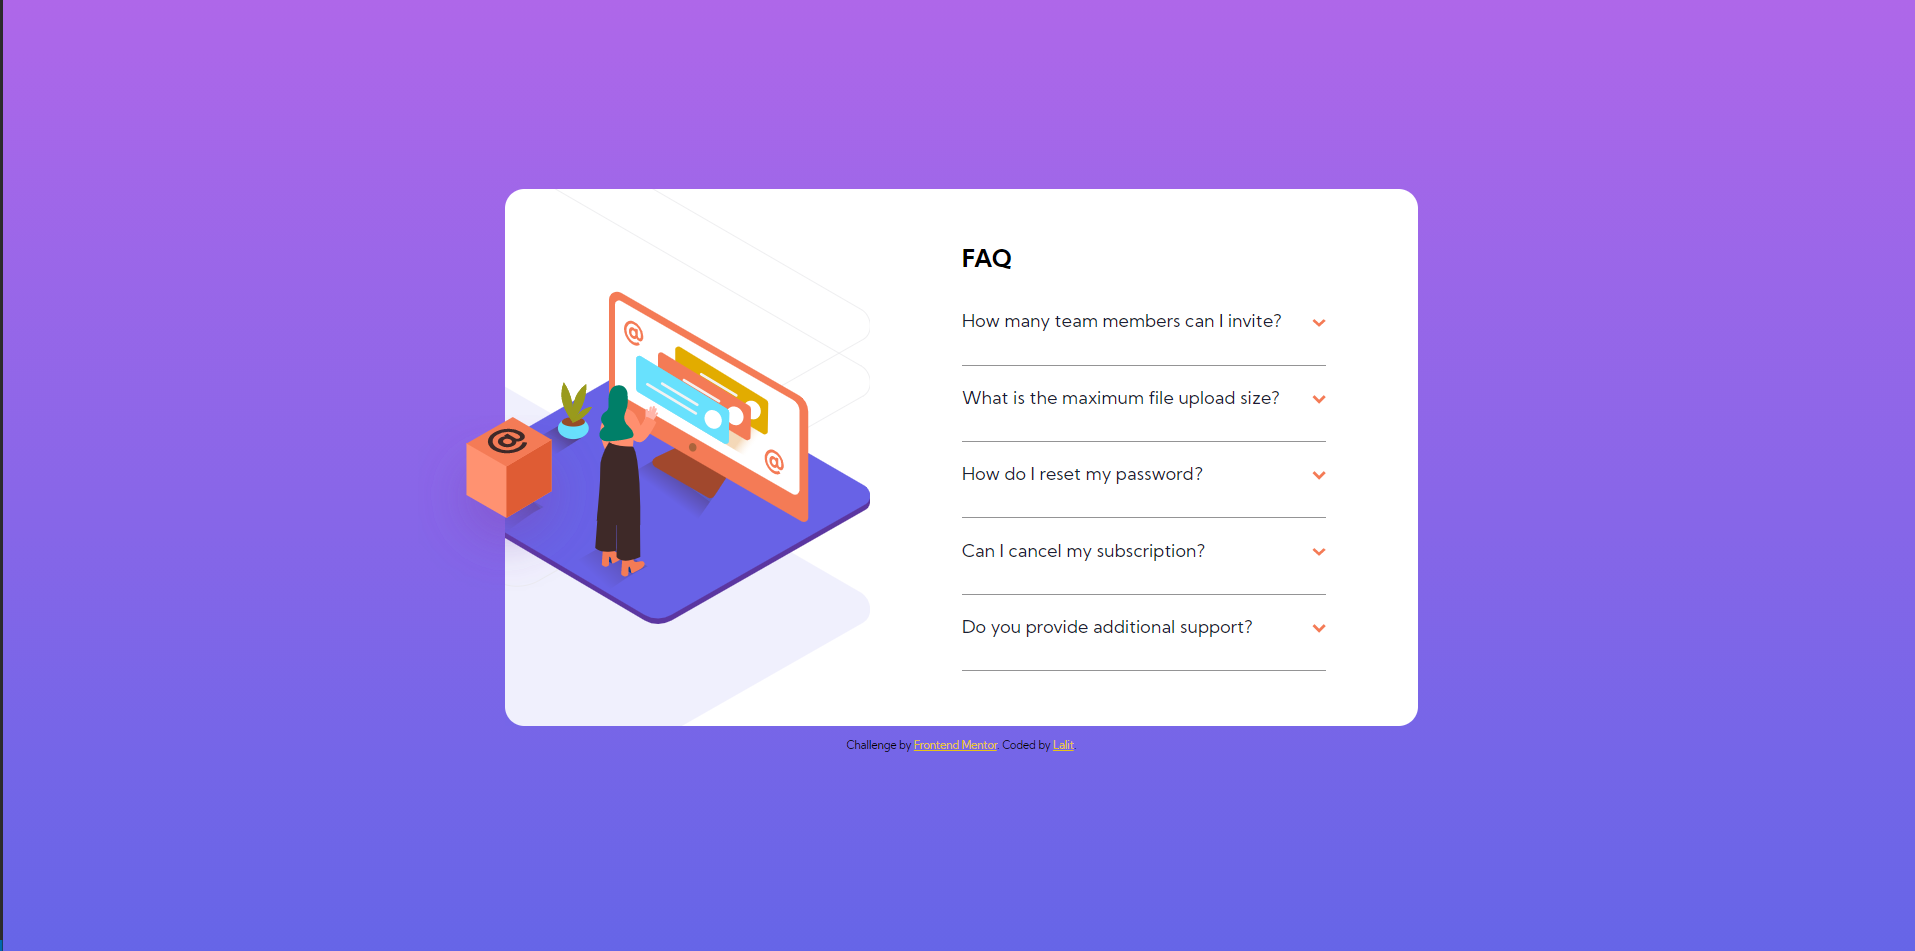 FAQ
How many team members can I invite?
What is the maximum file upload size?
How do I reset my password?
Can I cancel my subscription?
Do you provide additional support?
Challenge by Frontend Mentor. Coded by Lalit.
@
@
@